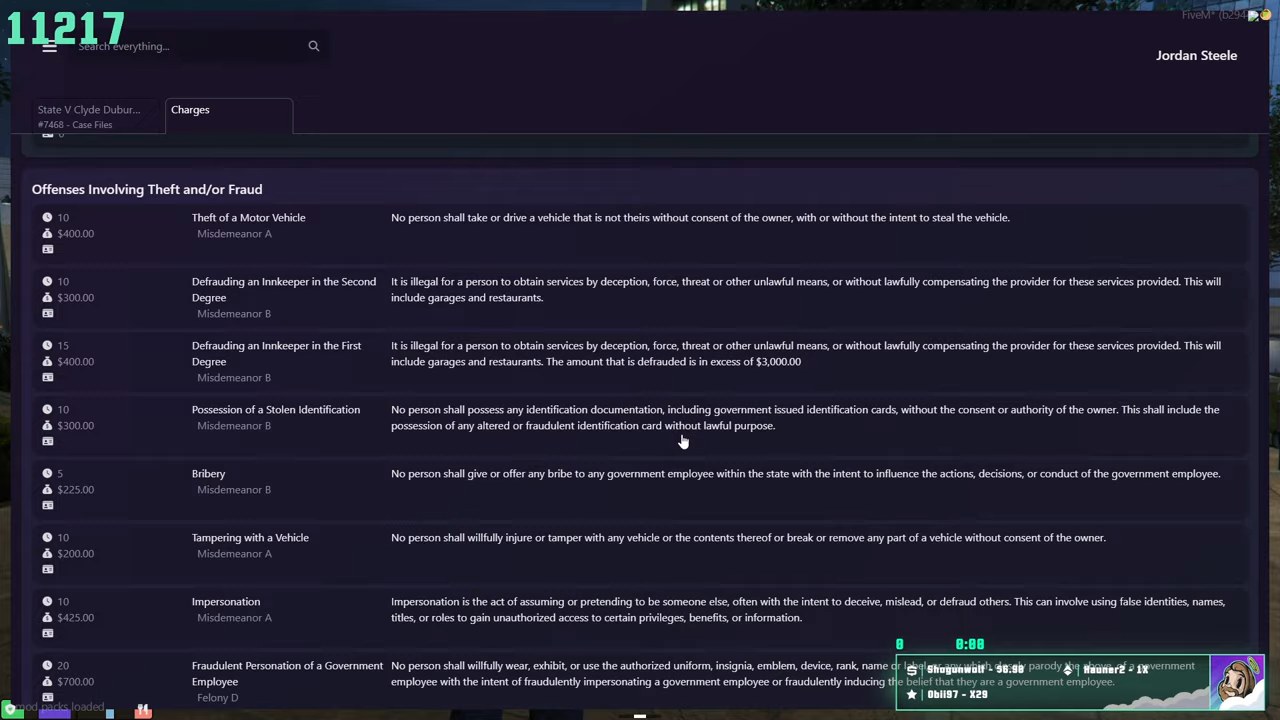 11217
FiveM* (b294
Search everything...
Jordan Steele
State V Clyde Dubur...
#7468 - Case Files
Charges
Offenses Involving Theft and/or Fraud
10
Theft of a Motor Vehicle
No person shall take or drive a vehicle that is not theirs without consent of the owner, with or without the intent to steal the vehicle.
$400.00
Misdemeanor A
10
Defrauding an Innkeeper in the Second
It is illegal for a person to obtain services by deception, force, threat or other unlawful means, or without lawfully compensating the provider for these services provided. This will
$300.00
Degree
include garages and restaurants.
Misdemeanor B
15
Defrauding an Innkeeper in the First
It is illegal for a person to obtain services by deception, force, threat or other unlawful means, or without lawfully compensating the provider for these services provided. This will
$400.00
Degree
include garages and restaurants. The amount that is defrauded is in excess of $3,000.00
Misdemeanor B
10
Possession of a Stolen Identification
No person shall possess any identification documentation, including government issued identification cards, without the consent or authority of the owner. This shall include the
$300.00
Misdemeanor B
possession of any altered or fraudulent identification card without lawful purpose.
5
Bribery
No person shall give or offer any bribe to any government employee within the state with the intent to influence the actions, decisions, or conduct of the government employee.
$225.00
Misdemeanor B
10
Tampering with a Vehicle
No person shall willfully injure or tamper with any vehicle or the contents thereof or break or remove any part of a vehicle without consent of the owner.
$200.00
Misdemeanor A
10
Impersonation
Impersonation is the act of assuming or pretending to be someone else, often with the intent to deceive, mislead, or defraud others. This can involve using false identities, names,
$425.00
Misdemeanor A
titles, or roles to gain unauthorized access to certain privileges, benefits, or information.
0 0:00
20
Fraudulent Personation of a Government
No person shall willfully wear, exhibit, or use the authorized uniform, insignia, emblem, device, rank, name or
$700.00
Employee
employee with the intent of fraudulently impersonating a government employee or fraudulently inducing the belief that they are a government employee.
Felony D
Obli97 - X29
mod packs loaded